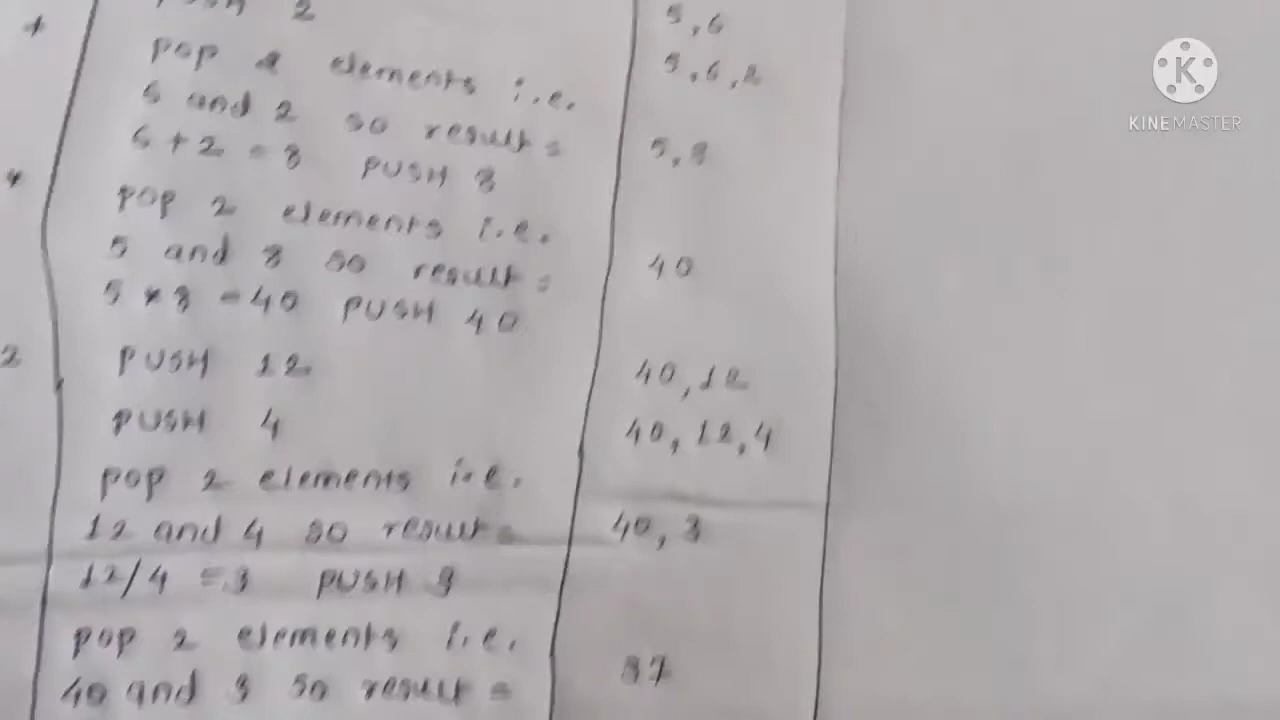 PUSH 2
5,6
+
pop 2 elements i.e.
5,6,2
6 and 2 so result =
6 + 2 = 8 PUSH 8
5,8
*
pop 2 elements i.e.
5 and 8 so result =
40
5 * 8 = 40 PUSH 40
2
PUSH 12
40,12
PUSH 4
40,12,4
pop 2 elements i.e.
12 and 4 so result =
40,3
12/4 = 3 PUSH 3
pop 2 elements i.e.
40 and 3 so result =
37
KINEMASTER